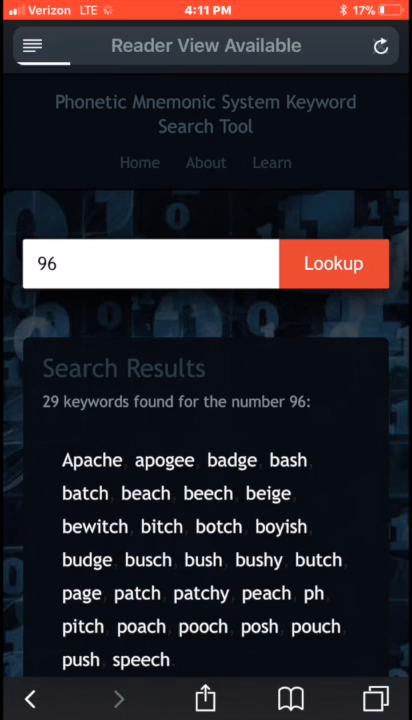 Verizon LTE 4:11 PM 17%
Reader View Available
Phonetic Mnemonic System Keyword
Search Tool
Home About Learn
96 Lookup
Search Results
29 keywords found for the number 96:
Apache, apogee, badge, bash,
batch, beach, beech, beige,
bewitch, bitch, botch, boyish,
budge, busch, bush, bushy, butch,
page, patch, patchy, peach, ph,
pitch, poach, pooch, posh, pouch,
push, speech